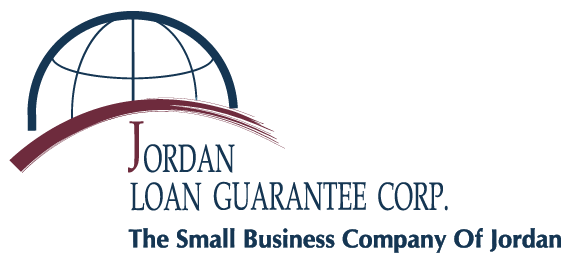 JORDAN
LOAN GUARANTEE CORP.
The Small Business Company Of Jordan